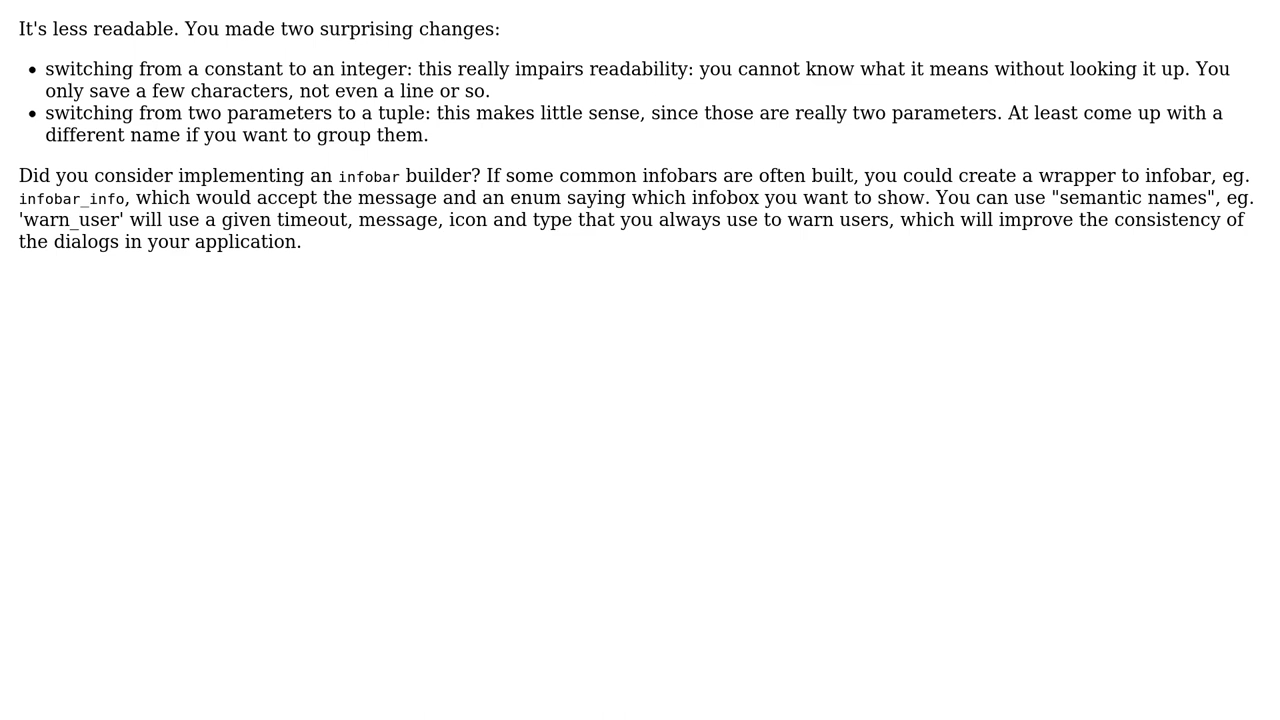 It's less readable. You made two surprising changes:
• switching from a constant to an integer: this really impairs readability: you cannot know what it means without looking it up. You
only save a few characters, not even a line or so.
• switching from two parameters to a tuple: this makes little sense, since those are really two parameters. At least come up with a
different name if you want to group them.
Did you consider implementing an infobar builder? If some common infobars are often built, you could create a wrapper to infobar, eg.
infobar_info, which would accept the message and an enum saying which infobox you want to show. You can use "semantic names", eg.
'warn_user' will use a given timeout, message, icon and type that you always use to warn users, which will improve the consistency of
the dialogs in your application.